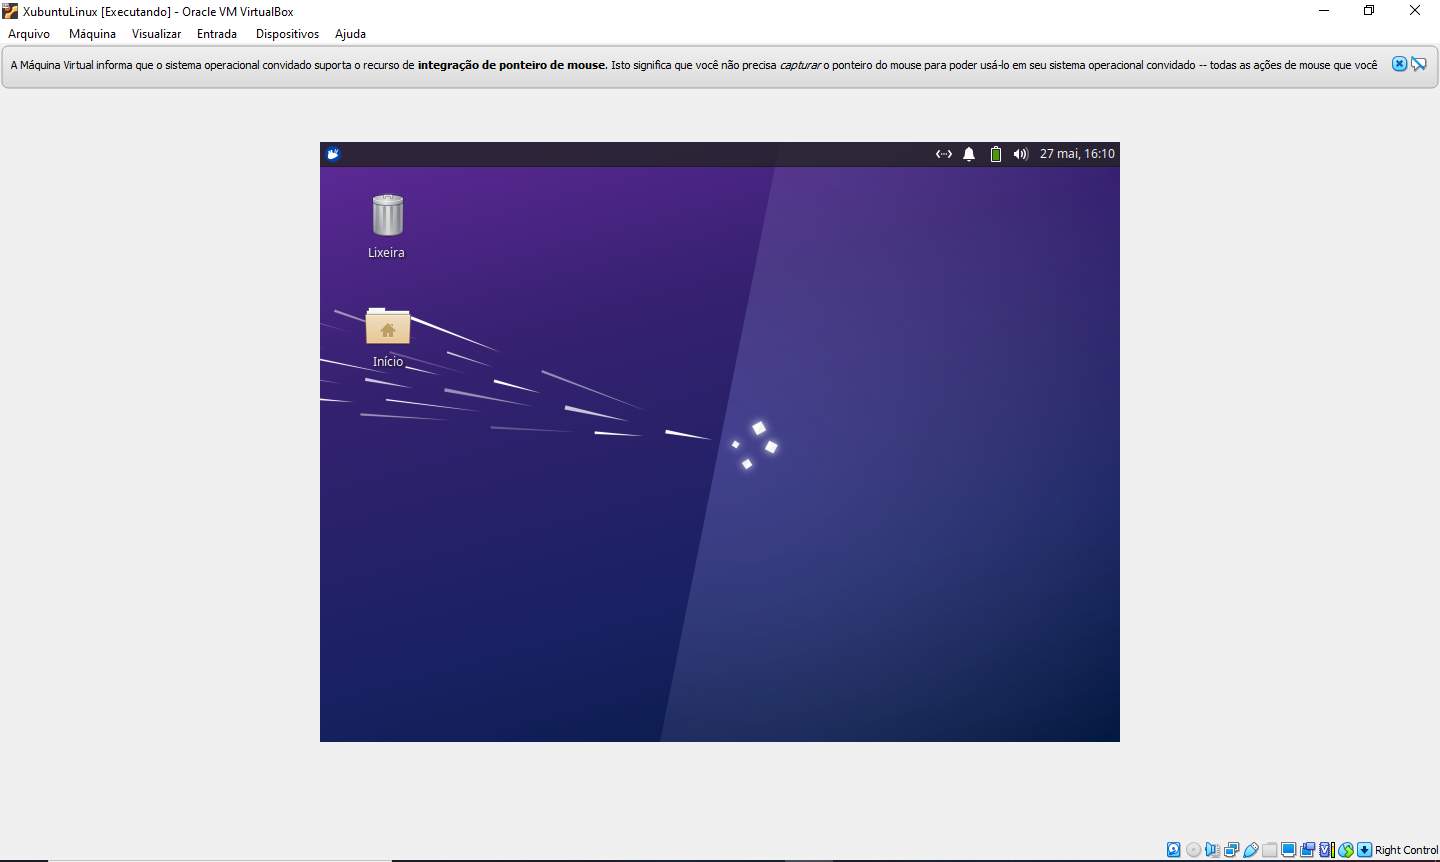 XubuntuLinux [Executando] - Oracle VM VirtualBox
Arquivo Máquina Visualizar Entrada Dispositivos Ajuda
A Máquina Virtual informa que o sistema operacional convidado suporta o recurso de integração de ponteiro de mouse. Isto significa que você não precisa capturar o ponteiro do mouse para poder usá-lo em seu sistema operacional convidado -- todas as ações de mouse que você
27 mai, 16:10
Lixeira
Início
Right Control